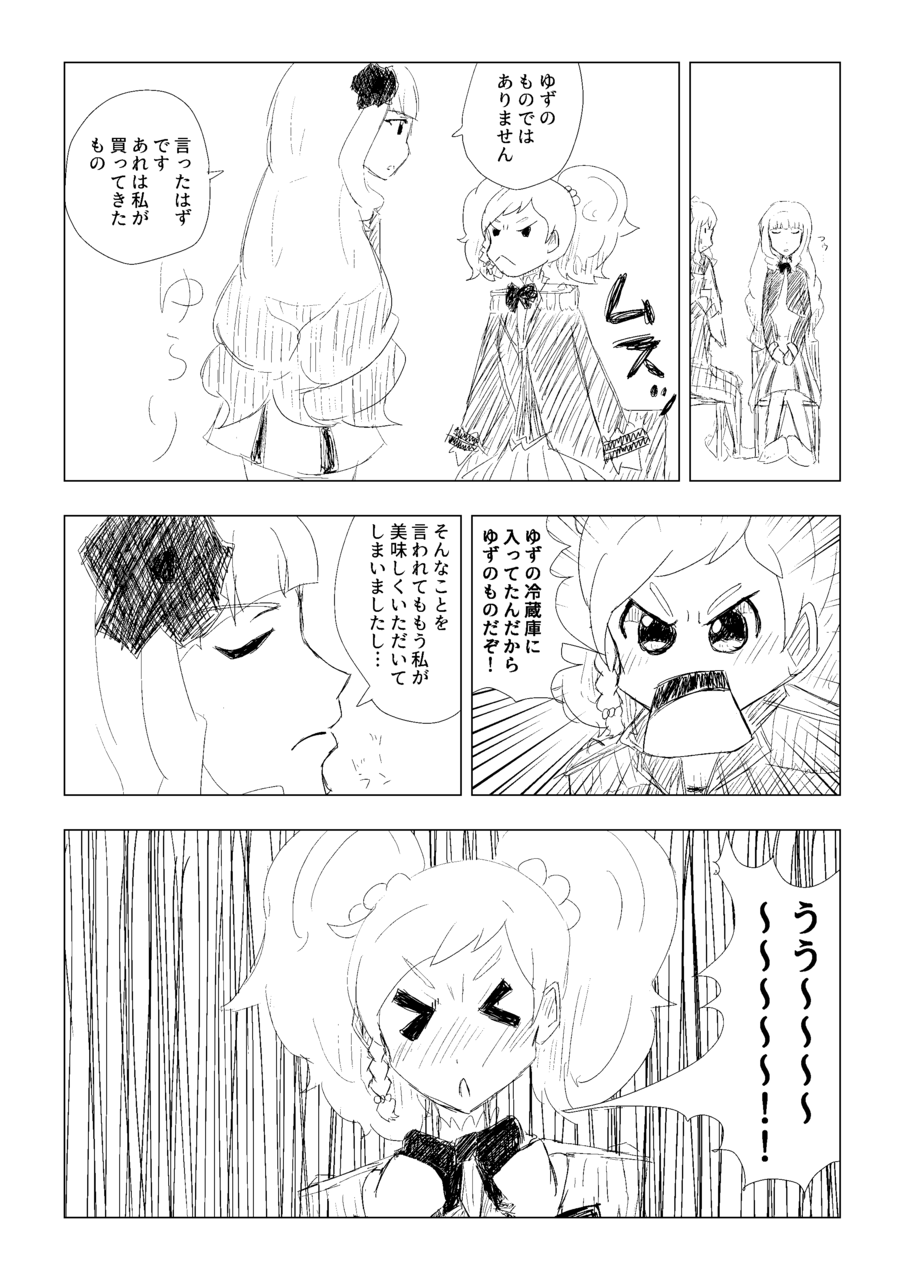 ゆずの
ものでは
ありません
言ったはず
です
あれは私が
買ってきた
もの
ムスッ
ゆらり
ゆずの冷蔵庫に
入ってたんだから
ゆずのものだぞ！
そんなことを
言われてももう私が
美味しくいただいて
しまいましたし…
うう〜〜〜〜
〜〜〜〜〜！！